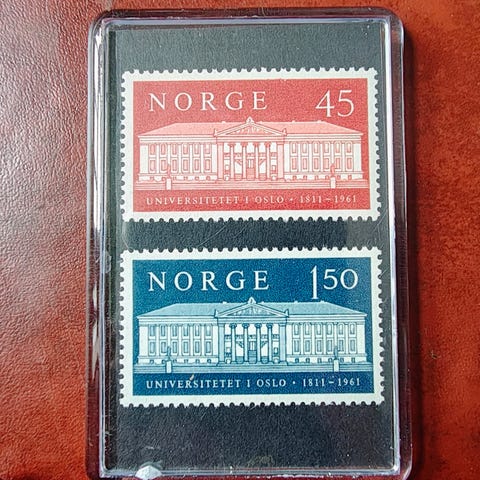 NORGE 45
UNIVERSITETET I OSLO · 1811–1961
NORGE 1.50
UNIVERSITETET I OSLO · 1811–1961